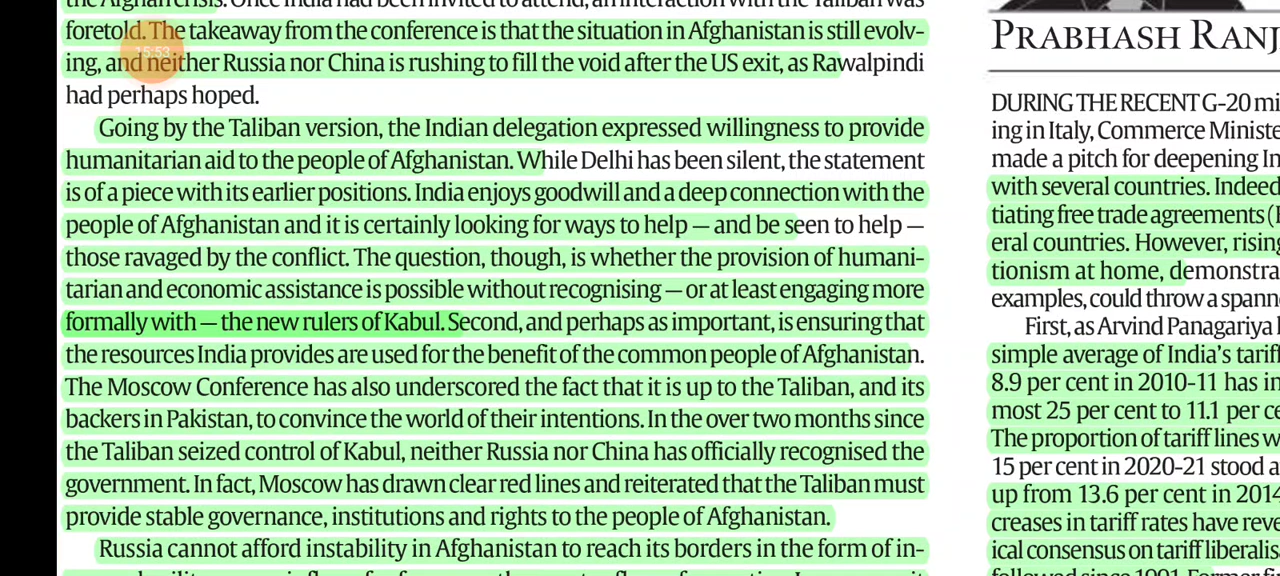 foretold. The takeaway from the conference is that the situation in Afghanistan is still evolv-
ing, and neither Russia nor China is rushing to fill the void after the US exit, as Rawalpindi
had perhaps hoped.
Going by the Taliban version, the Indian delegation expressed willingness to provide
humanitarian aid to the people of Afghanistan. While Delhi has been silent, the statement
is of a piece with its earlier positions. India enjoys goodwill and a deep connection with the
people of Afghanistan and it is certainly looking for ways to help — and be seen to help —
those ravaged by the conflict. The question, though, is whether the provision of humani-
tarian and economic assistance is possible without recognising — or at least engaging more
formally with — the new rulers of Kabul. Second, and perhaps as important, is ensuring that
the resources India provides are used for the benefit of the common people of Afghanistan.
The Moscow Conference has also underscored the fact that it is up to the Taliban, and its
backers in Pakistan, to convince the world of their intentions. In the over two months since
the Taliban seized control of Kabul, neither Russia nor China has officially recognised the
government. In fact, Moscow has drawn clear red lines and reiterated that the Taliban must
provide stable governance, institutions and rights to the people of Afghanistan.
Russia cannot afford instability in Afghanistan to reach its borders in the form of in-
15:53
PRABHASH RANJ
DURING THE RECENT G-20 mi
ing in Italy, Commerce Ministe
made a pitch for deepening In
with several countries. Indeed
tiating free trade agreements (
eral countries. However, rising
tionism at home, demonstra
examples, could throw a spann
First, as Arvind Panagariya
simple average of India's tariff
8.9 per cent in 2010-11 has in
most 25 per cent to 11.1 per ce
The proportion of tariff lines w
15 per cent in 2020-21 stood a
up from 13.6 per cent in 2014
creases in tariff rates have reve
ical consensus on tariff liberalis